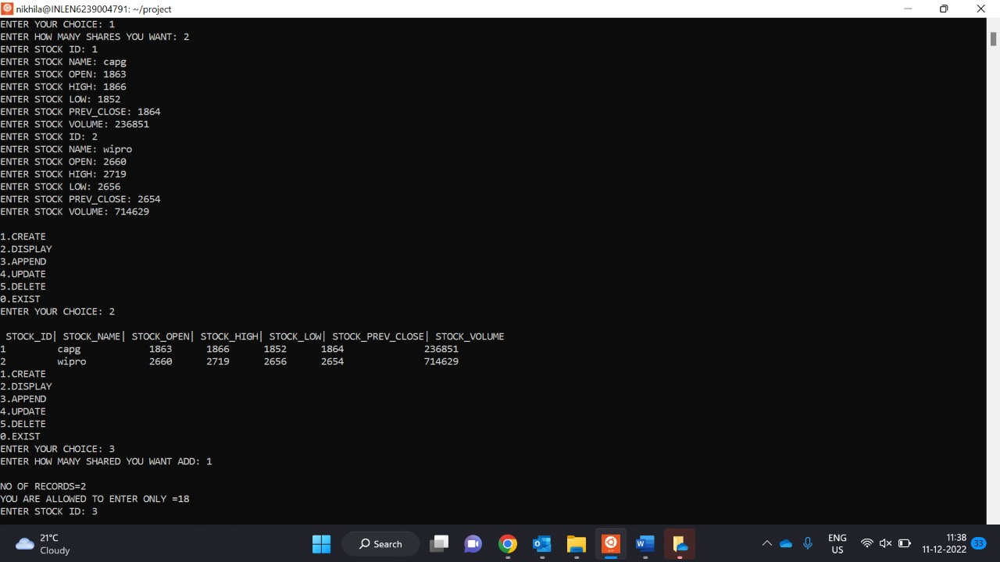 nikhila@INLEN6239004791: ~/project
ENTER YOUR CHOICE: 1
ENTER HOW MANY SHARES YOU WANT: 2
ENTER STOCK ID: 1
ENTER STOCK NAME: capg
ENTER STOCK OPEN: 1863
ENTER STOCK HIGH: 1866
ENTER STOCK LOW: 1852
ENTER STOCK PREV_CLOSE: 1864
ENTER STOCK VOLUME: 236851
ENTER STOCK ID: 2
ENTER STOCK NAME: wipro
ENTER STOCK OPEN: 2660
ENTER STOCK HIGH: 2719
ENTER STOCK LOW: 2656
ENTER STOCK PREV_CLOSE: 2654
ENTER STOCK VOLUME: 714629
1.CREATE
2.DISPLAY
3.APPEND
4.UPDATE
5.DELETE
0.EXIST
ENTER YOUR CHOICE: 2
STOCK_ID| STOCK_NAME| STOCK_OPEN| STOCK_HIGH| STOCK_LOW| STOCK_PREV_CLOSE| STOCK_VOLUME
1 capg 1863 1866 1852 1864 236851
2 wipro 2660 2719 2656 2654 714629
1.CREATE
2.DISPLAY
3.APPEND
4.UPDATE
5.DELETE
0.EXIST
ENTER YOUR CHOICE: 3
ENTER HOW MANY SHARED YOU WANT ADD: 1
NO OF RECORDS=2
YOU ARE ALLOWED TO ENTER ONLY =18
ENTER STOCK ID: 3
21°C
Cloudy
Search
ENG
US
11:38
11-12-2022
33